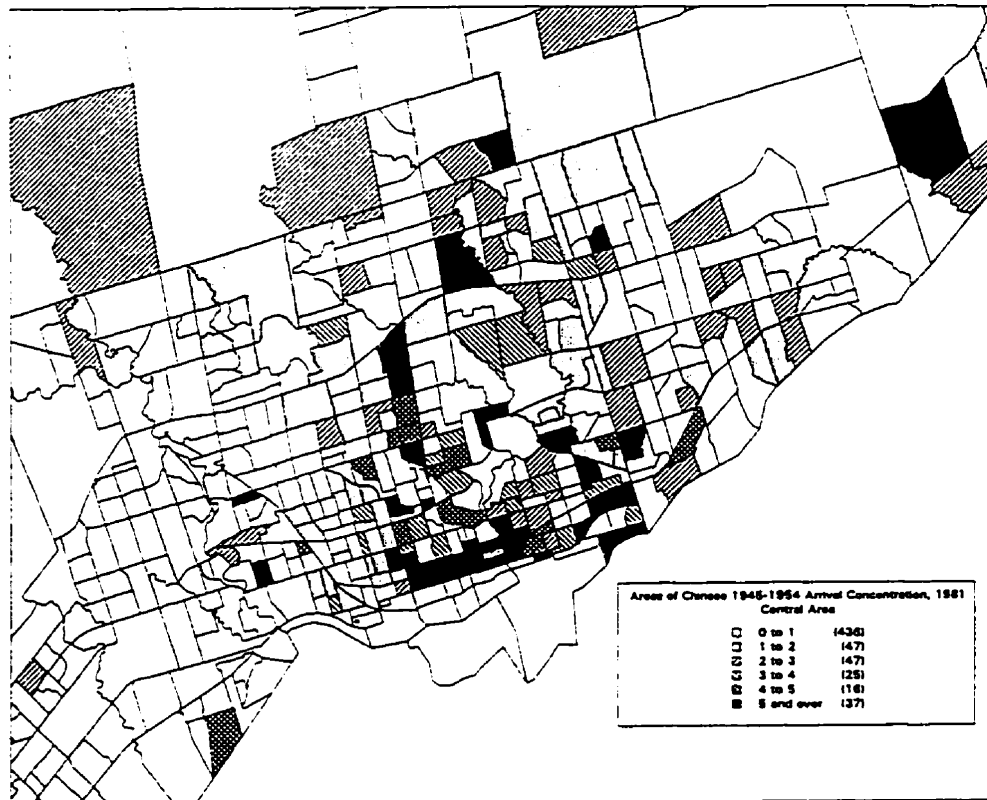 Areas of Chinese 1946-1954 Arrival Concentration, 1981
Central Area
0 to 1 (436)
1 to 2 (47)
2 to 3 (47)
3 to 4 (25)
4 to 5 (16)
5 and over (37)